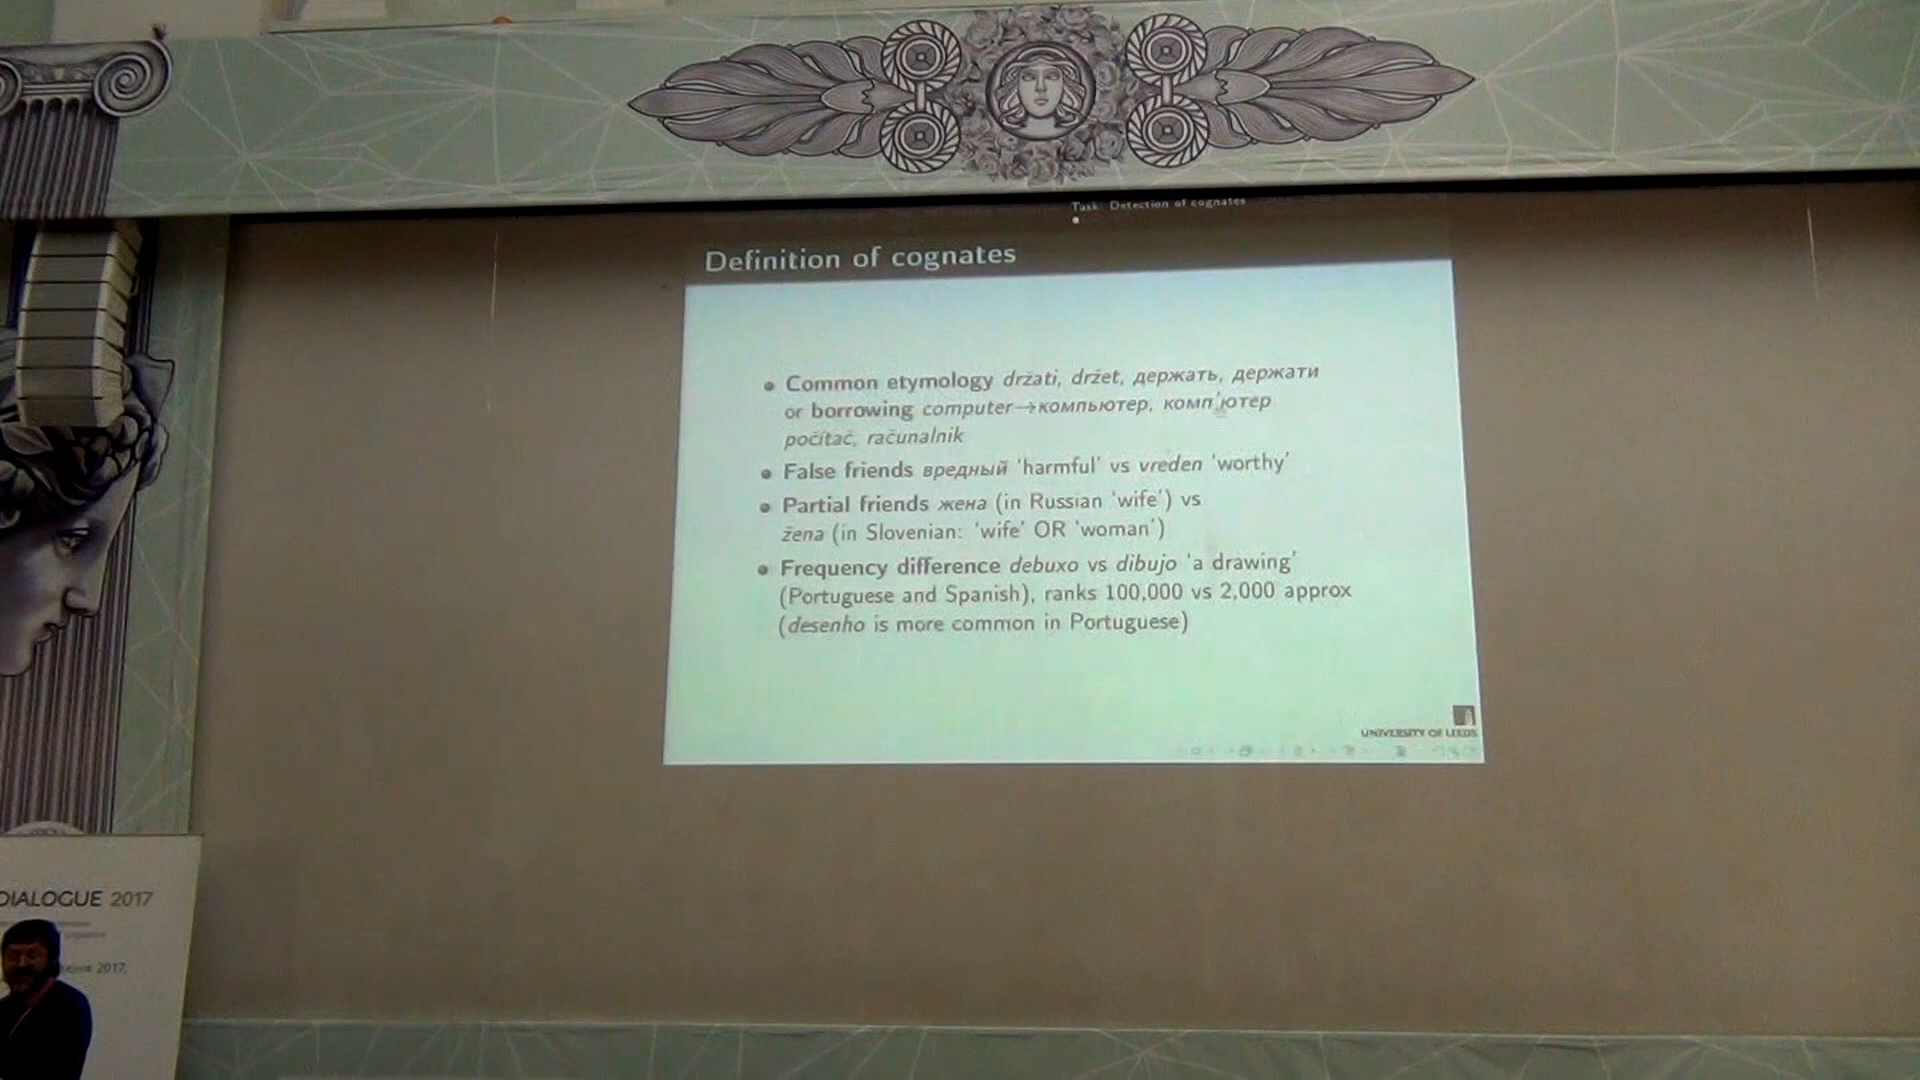 Task: Detection of cognates
Definition of cognates
Common etymology držati, držet, держать, держати
or borrowing computer→компьютер, комп'ютер
počítač, računalnik
False friends вредный 'harmful' vs vreden 'worthy'
Partial friends жена (in Russian 'wife') vs
žena (in Slovenian: 'wife' OR 'woman')
Frequency difference debuxo vs dibujo 'a drawing'
(Portuguese and Spanish), ranks 100,000 vs 2,000 approx
(desenho is more common in Portuguese)
UNIVERSITY OF LEEDS
DIALOGUE 2017
2017,